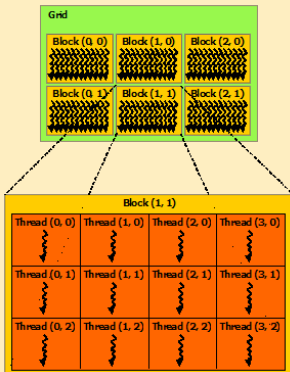 Grid
Block (0, 0) Block (1, 0) Block (2, 0)
Block (0, 1) Block (1, 1) Block (2, 1)
Block (1, 1)
Thread (0, 0) Thread (1, 0) Thread (2, 0) Thread (3, 0)
Thread (0, 1) Thread (1, 1) Thread (2, 1) Thread (3, 1)
Thread (0, 2) Thread (1, 2) Thread (2, 2) Thread (3, 2)